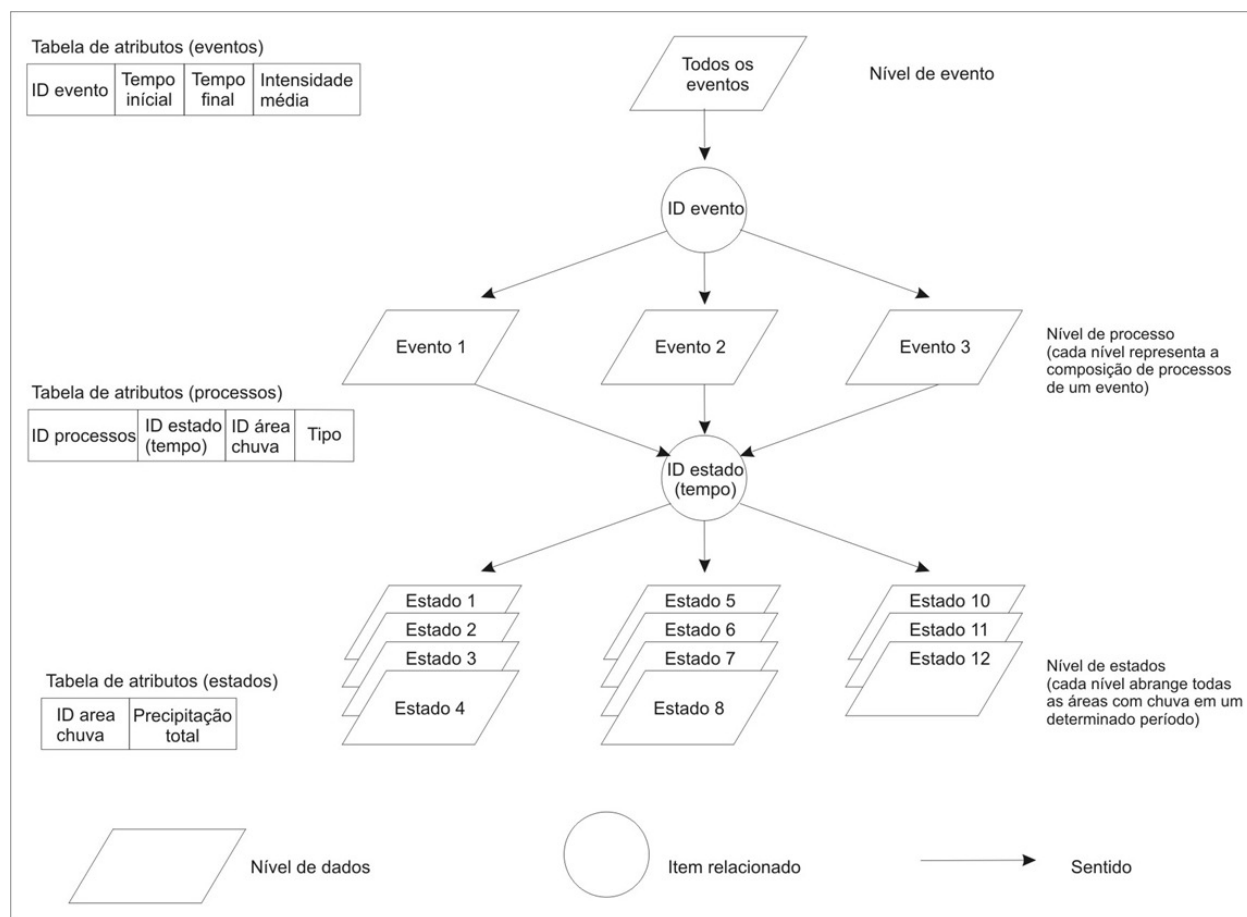 Tabela de atributos (eventos)
ID evento
Tempo
inícial
Tempo
final
Intensidade
média
Todos os
eventos
Nível de evento
ID evento
Evento 1
Evento 2
Evento 3
Nível de processo
(cada nível representa a
composição de processos
de um evento)
Tabela de atributos (processos)
ID processos
ID estado
(tempo)
ID área
chuva
Tipo
ID estado
(tempo)
Estado 1
Estado 2
Estado 3
Estado 4
Estado 5
Estado 6
Estado 7
Estado 8
Estado 10
Estado 11
Estado 12
Nível de estados
(cada nível abrange todas
as áreas com chuva em um
determinado período)
Tabela de atributos (estados)
ID area
chuva
Precipitação
total
Nível de dados
Item relacionado
Sentido